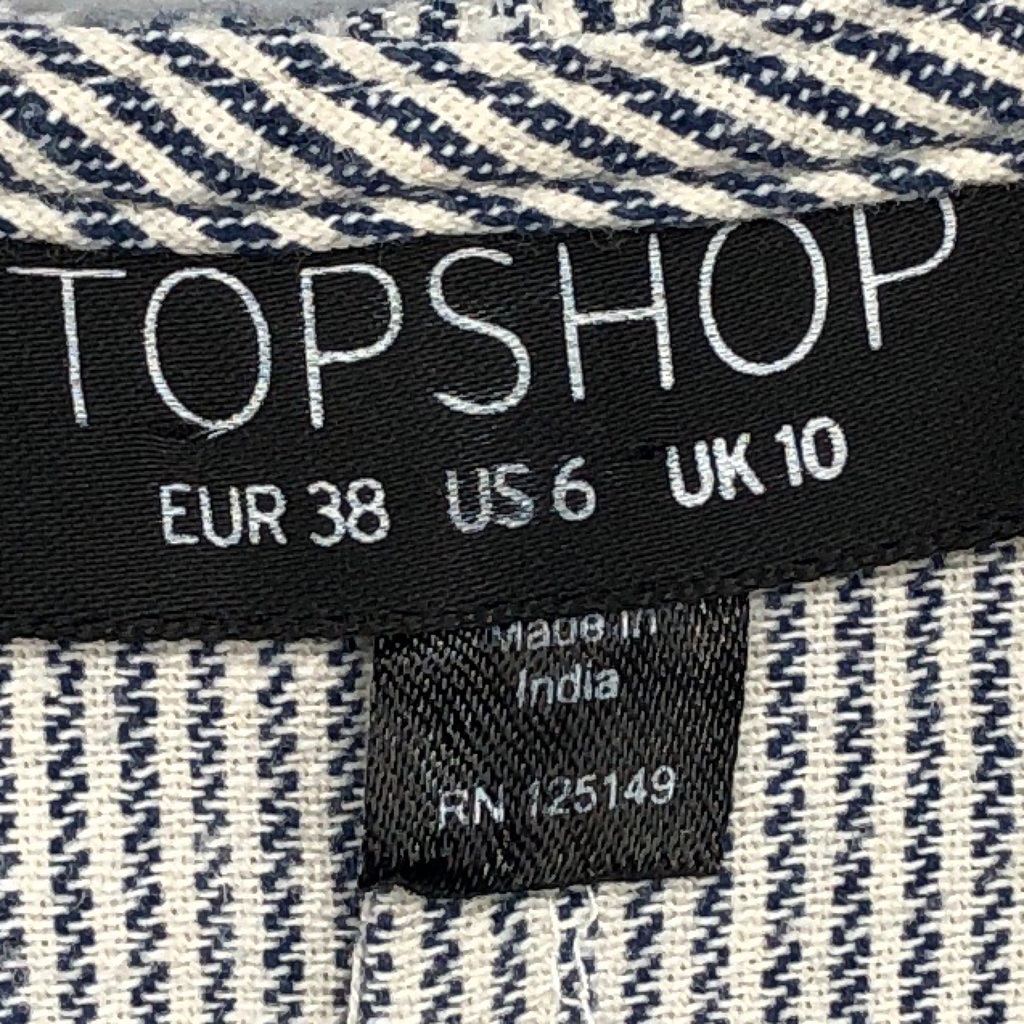 TOPSHOP
EUR 38 US 6 UK 10
Made in
India
RN 125149